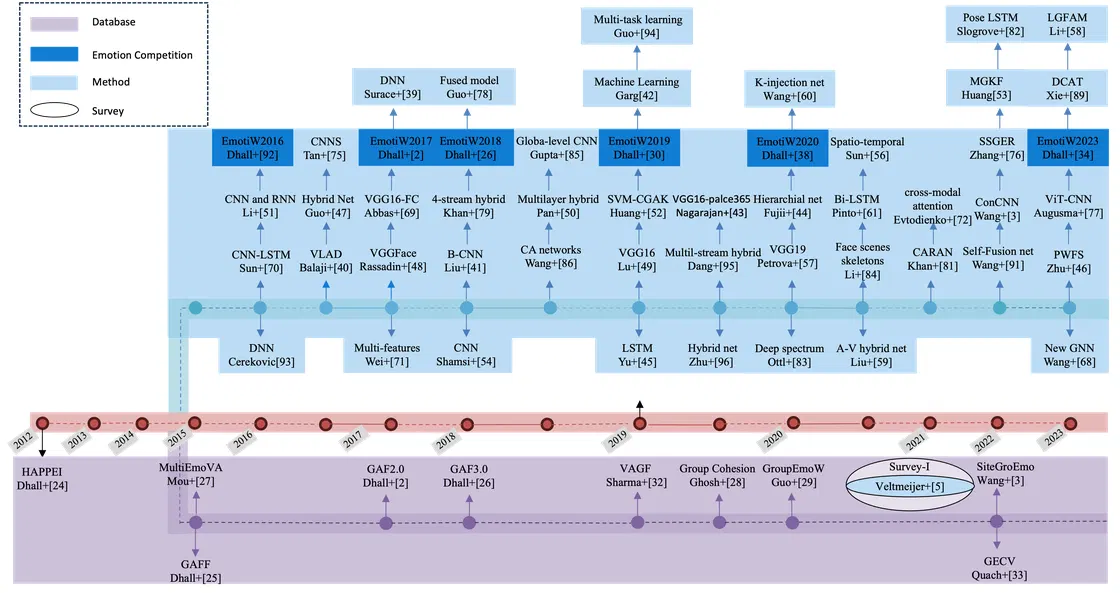 Database
Emotion Competition
Method
Survey
Multi-task learning
Guo+[94]
Pose LSTM
Slogrove+[82]
LGFAM
Li+[58]
DNN
Surace+[39]
Fused model
Guo+[78]
Machine Learning
Garg[42]
K-injection net
Wang+[60]
MGKF
Huang[53]
DCAT
Xie+[89]
EmotiW2016
Dhall+[92]
CNNS
Tan+[75]
EmotiW2017
Dhall+[2]
EmotiW2018
Dhall+[26]
Globa-level CNN
Gupta+[85]
EmotiW2019
Dhall+[30]
EmotiW2020
Dhall+[38]
Spatio-temporal
Sun+[56]
SSGER
Zhang+[76]
EmotiW2023
Dhall+[34]
CNN and RNN
Li+[51]
Hybrid Net
Guo+[47]
VGG16-FC
Abbas+[69]
4-stream hybrid
Khan+[79]
Multilayer hybrid
Pan+[50]
SVM-CGAK
Huang+[52]
VGG16-palce365
Nagarajan+[43]
Hierarchial net
Fujii+[44]
Bi-LSTM
Pinto+[61]
cross-modal
attention
Evtodienko+[72]
ConCNN
Wang+[3]
ViT-CNN
Augusma+[77]
CNN-LSTM
Sun+[70]
VLAD
Balaji+[40]
VGGFace
Rassadin+[48]
B-CNN
Liu+[41]
CA networks
Wang+[86]
VGG16
Lu+[49]
Multil-stream hybrid
Dang+[95]
VGG19
Petrova+[57]
Face scenes
skeletons
Li+[84]
CARAN
Khan+[81]
Self-Fusion net
Wang+[91]
PWFS
Zhu+[46]
DNN
Cerekovic[93]
Multi-features
Wei+[71]
CNN
Shamsi+[54]
LSTM
Yu+[45]
Hybrid net
Zhu+[96]
Deep spectrum
Ottl+[83]
A-V hybrid net
Liu+[59]
New GNN
Wang+[68]
2012
2013
2014
2015
2016
2017
2018
2019
2020
2021
2022
2023
HAPPEI
Dhall+[24]
MultiEmoVA
Mou+[27]
GAF2.0
Dhall+[2]
GAF3.0
Dhall+[26]
VAGF
Sharma+[32]
Group Cohesion
Ghosh+[28]
GroupEmoW
Guo+[29]
Survey-I
Veltmeijer+[5]
SiteGroEmo
Wang+[3]
GAFF
Dhall+[25]
GECV
Quach+[33]